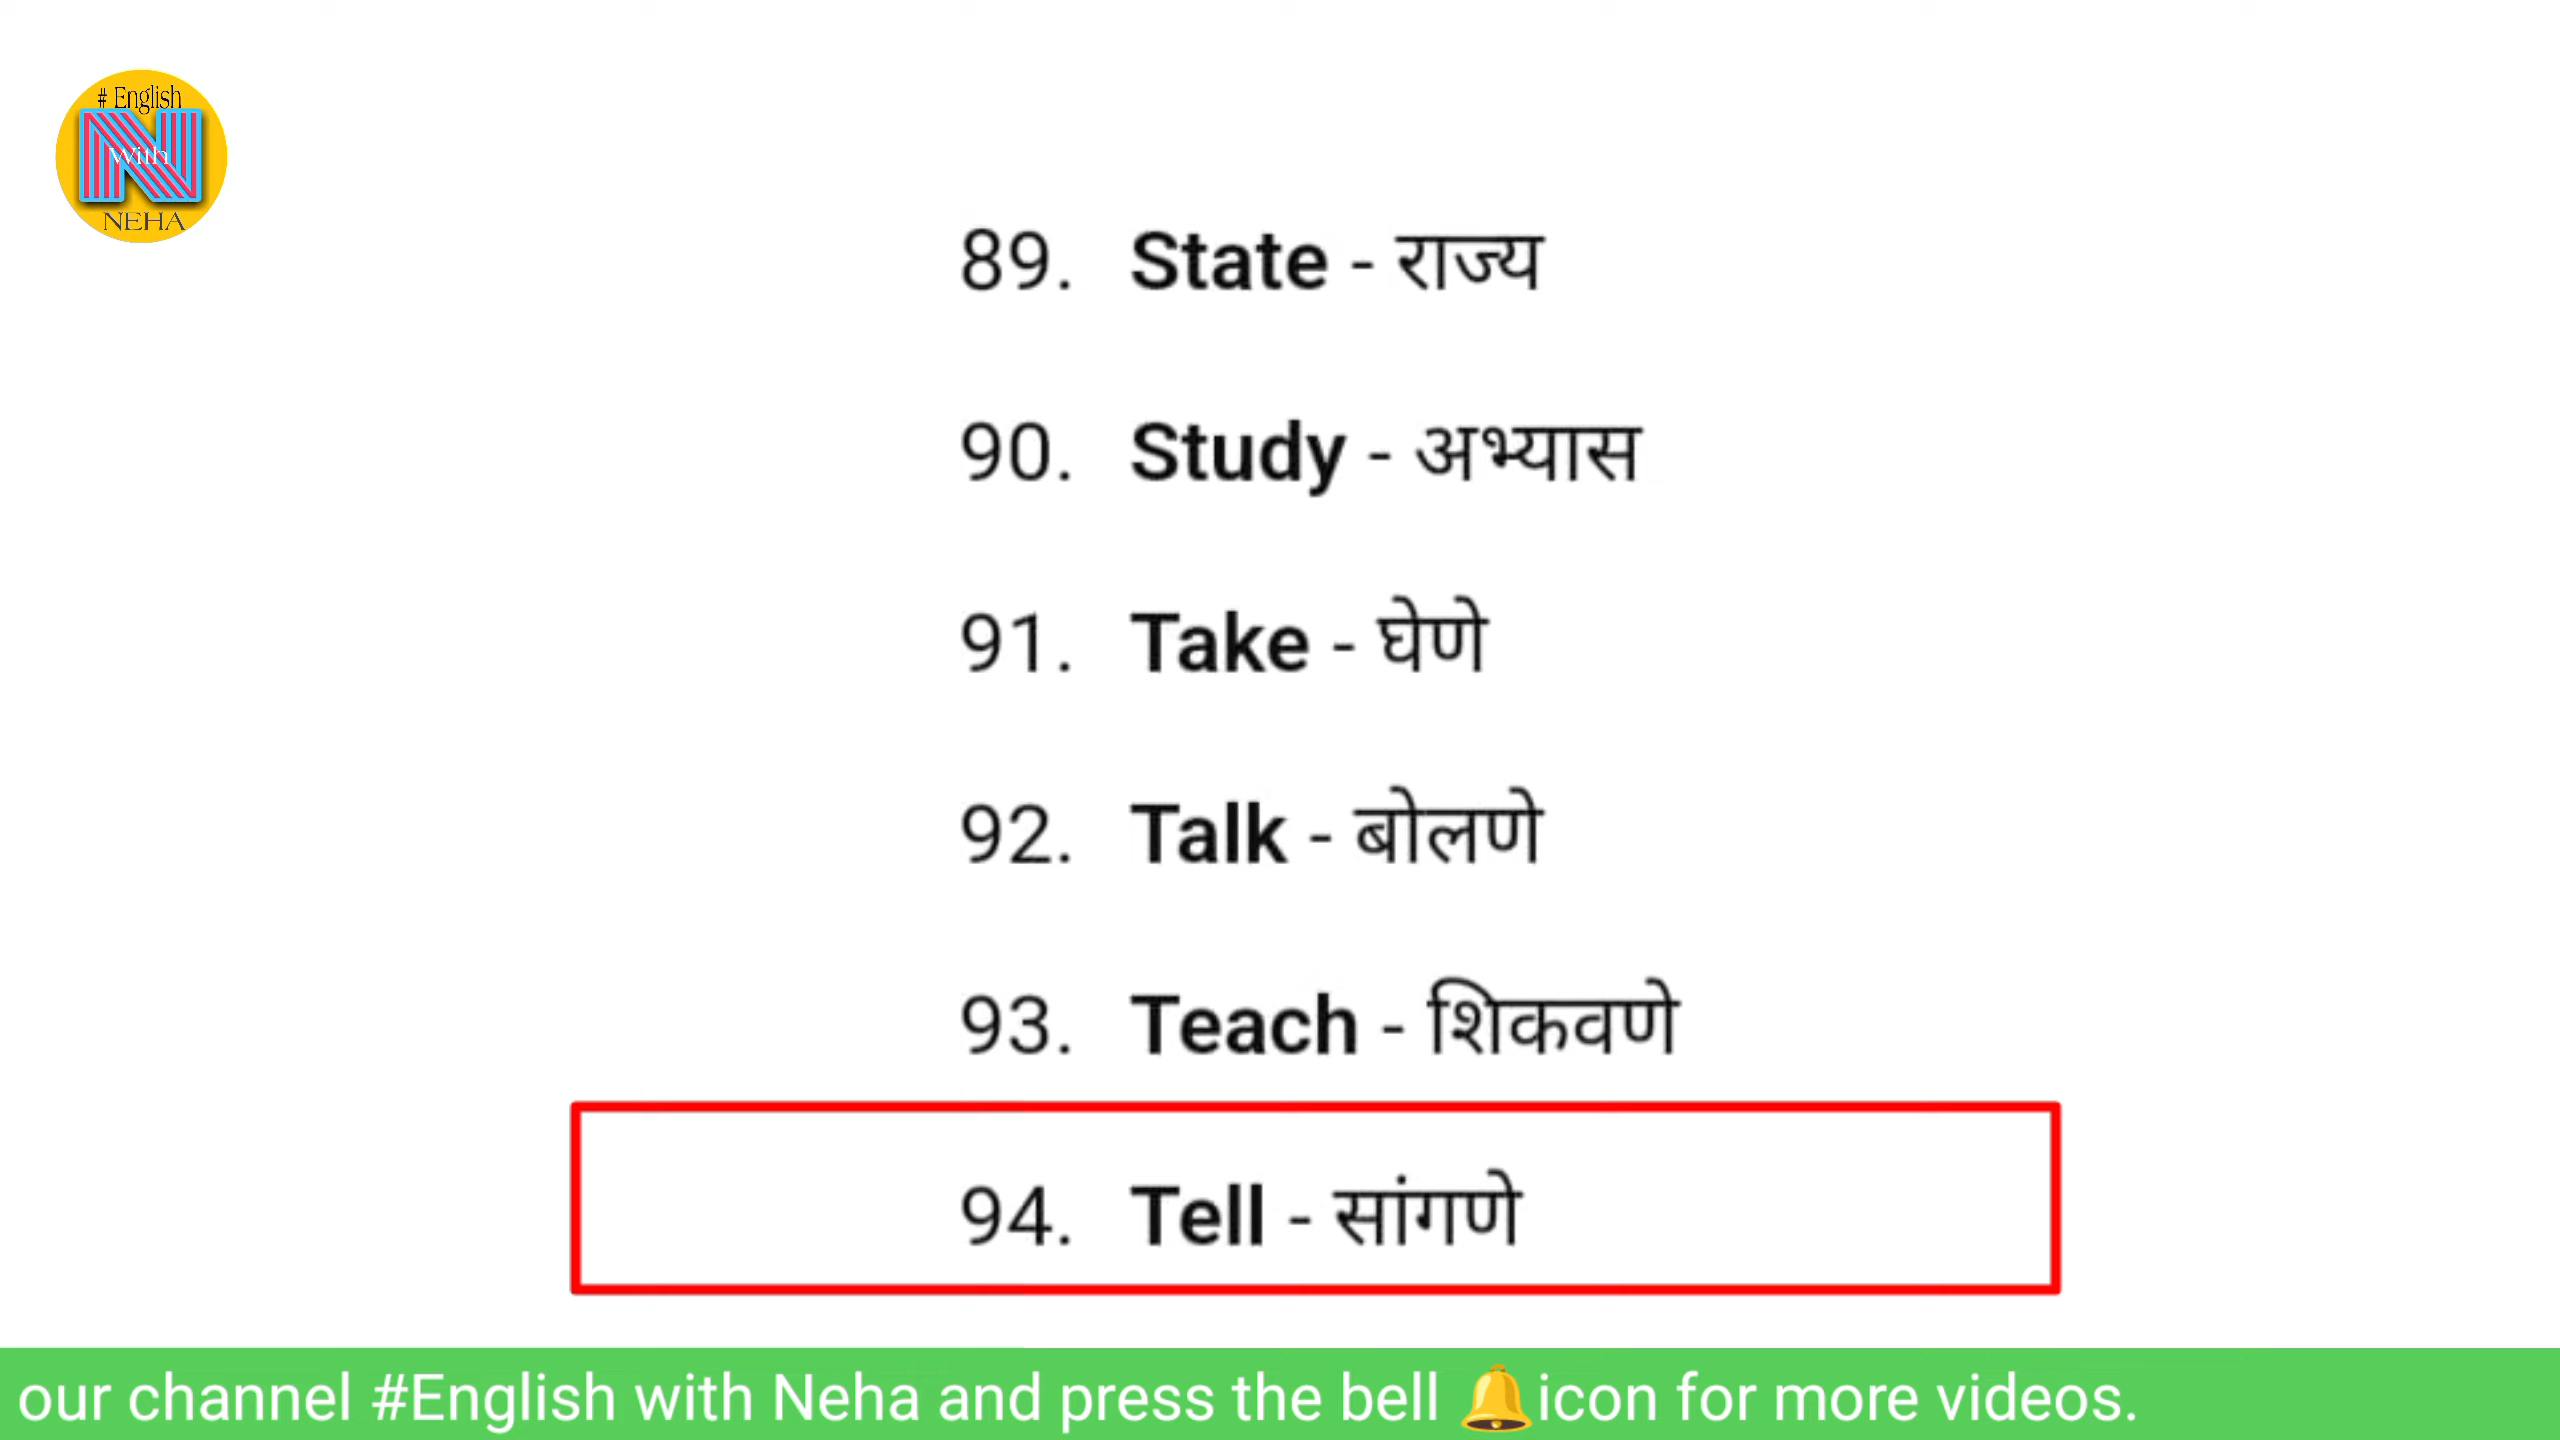 # English
With
NEHA
89. State - राज्य
90. Study - अभ्यास
91. Take - घेणे
92. Talk - बोलणे
93. Teach - शिकवणे
94. Tell - सांगणे
our channel #English with Neha and press the bell 🔔icon for more videos.